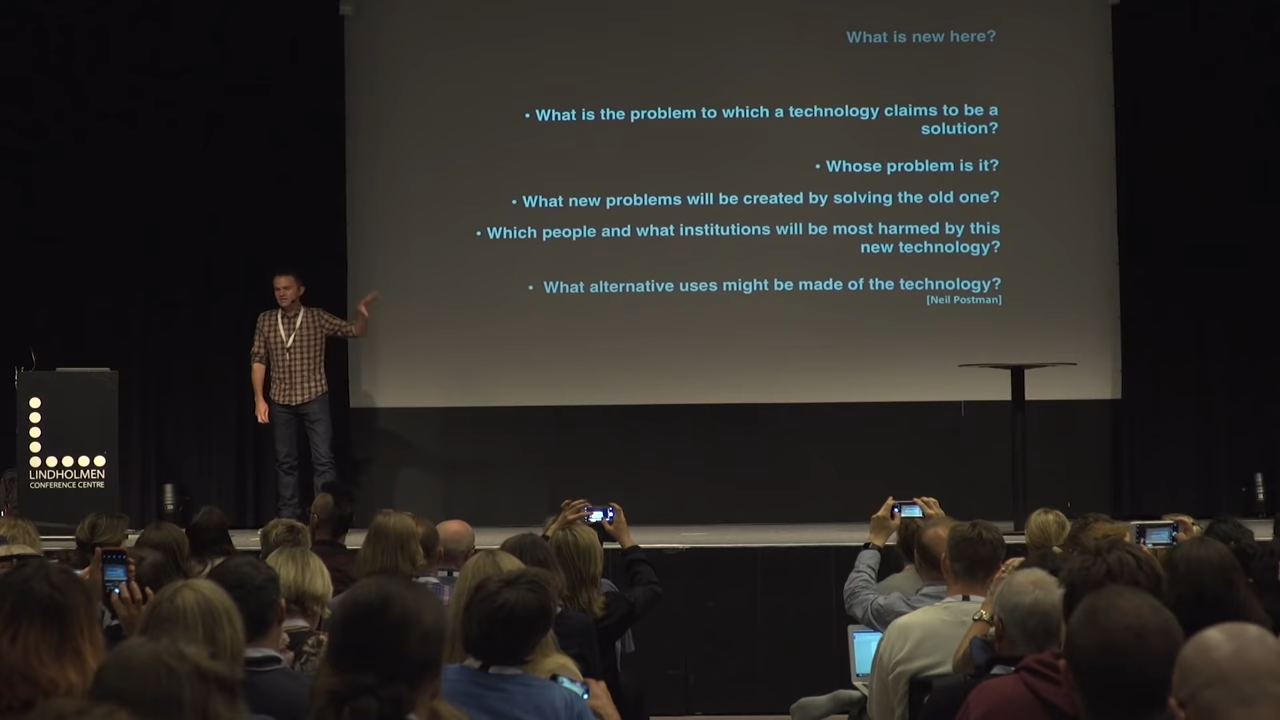 What is new here?
• What is the problem to which a technology claims to be a
solution?
• Whose problem is it?
• What new problems will be created by solving the old one?
• Which people and what institutions will be most harmed by this
new technology?
• What alternative uses might be made of the technology?
[Neil Postman]
LINDHOLMEN
CONFERENCE CENTRE